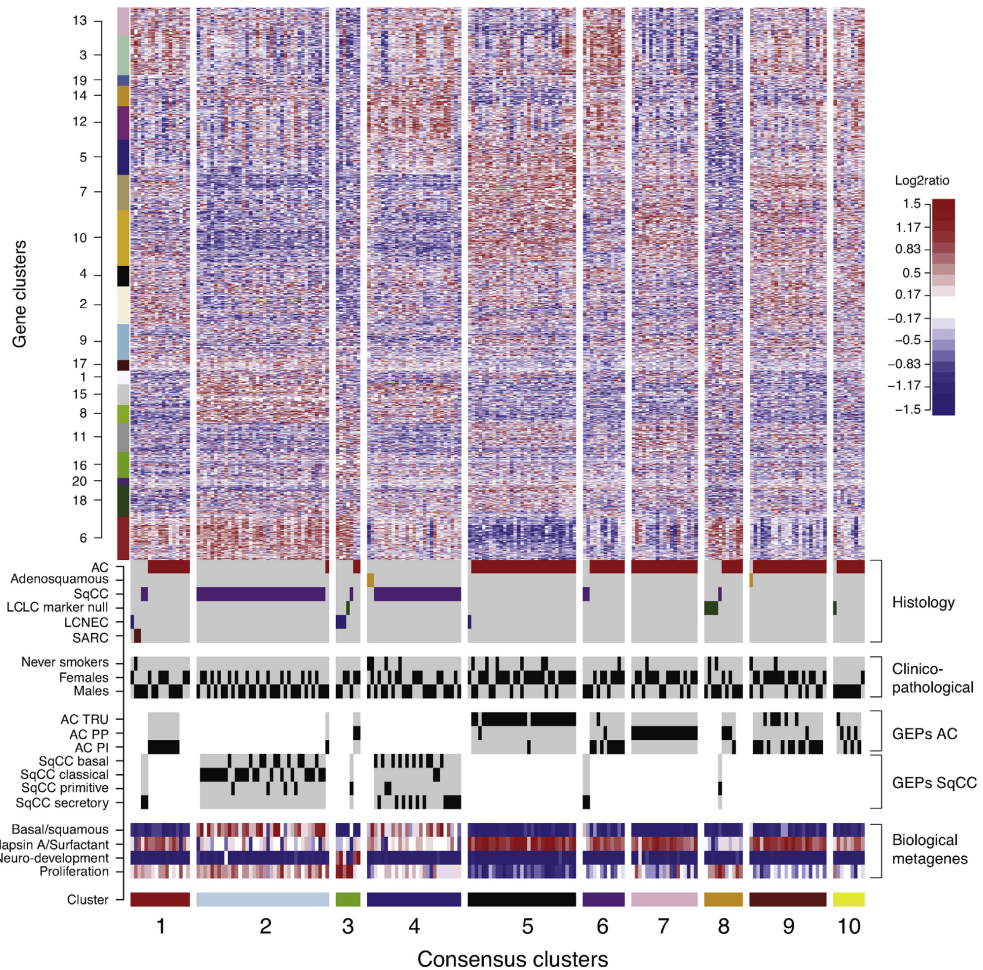 Gene clusters
13
3
19
14
12
5
7
10
4
2
9
17
1
15
8
11
16
20
18
6
Log2ratio
1.5
1.17
0.83
0.5
0.17
−0.17
−0.5
−0.83
−1.17
−1.5
AC
Adenosquamous
SqCC
LCLC marker null
LCNEC
SARC
Histology
Never smokers
Females
Males
Clinico-
pathological
AC TRU
AC PP
AC PI
GEPs AC
SqCC basal
SqCC classical
SqCC primitive
SqCC secretory
GEPs SqCC
Basal/squamous
Napsin A/Surfactant
Neuro-development
Proliferation
Biological
metagenes
Cluster
1 2 3 4 5 6 7 8 9 10
Consensus clusters